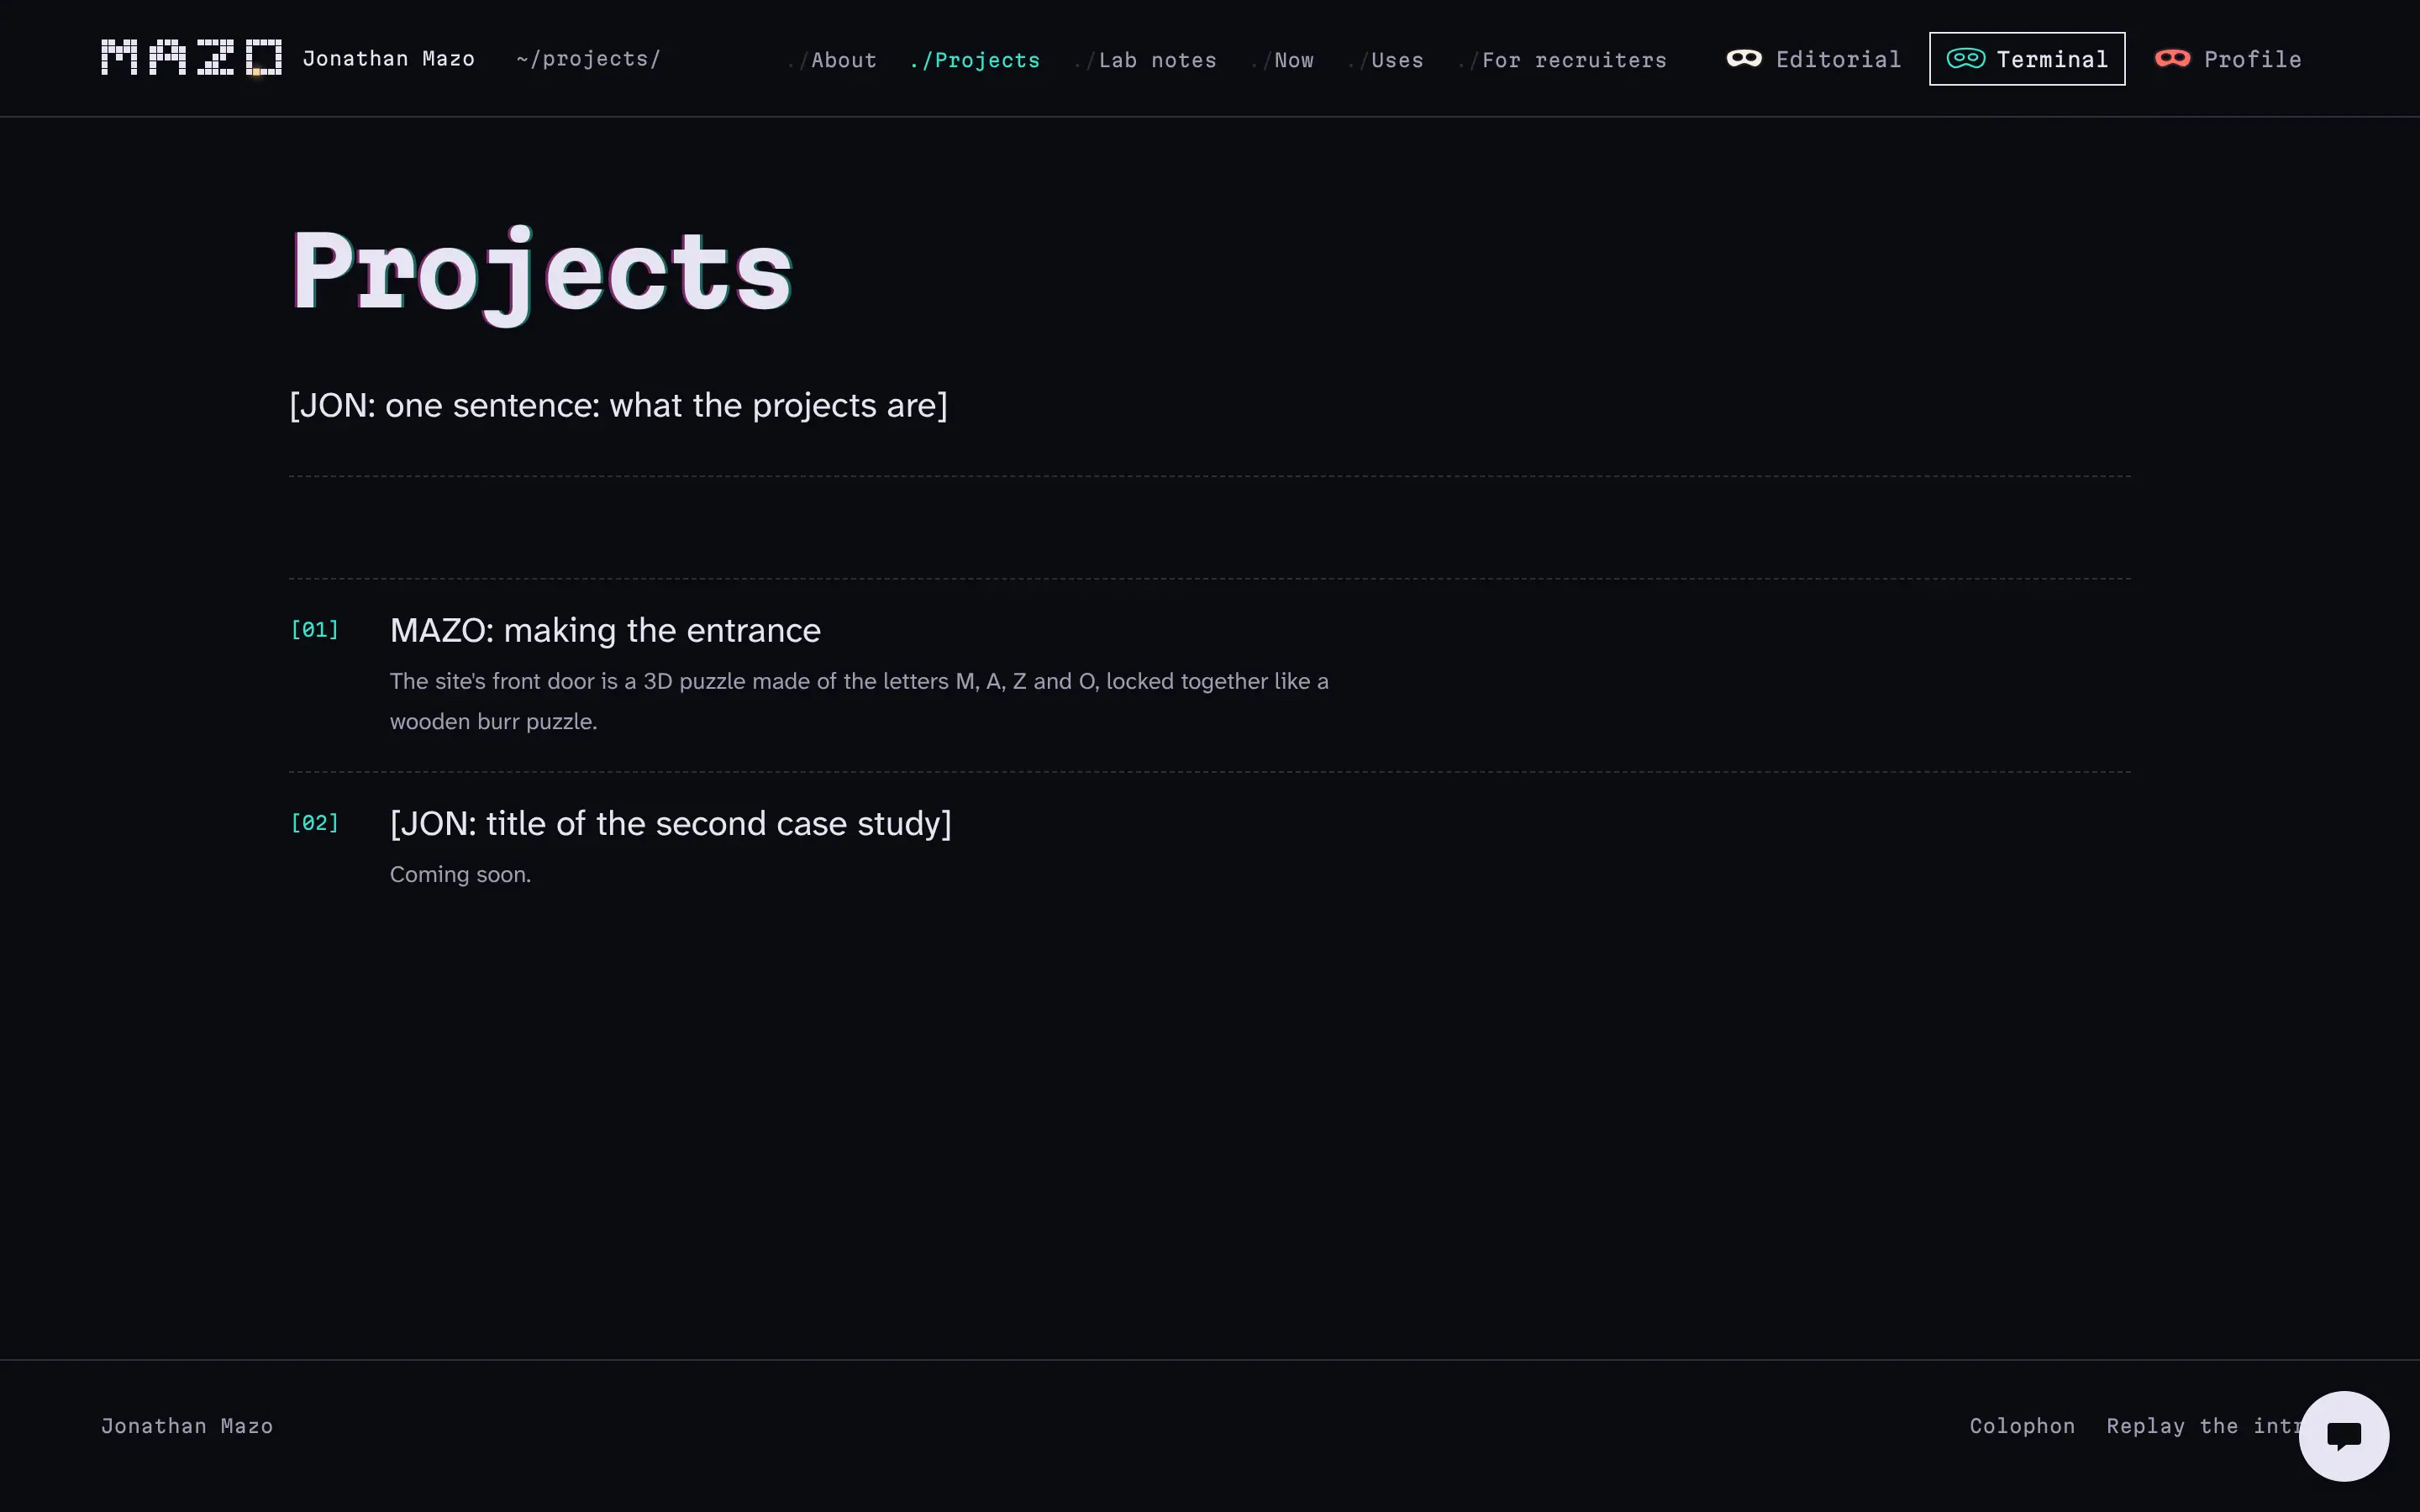 MAZO Jonathan Mazo ~/projects/ ./About ./Projects ./Lab notes ./Now ./Uses ./For recruiters Editorial Terminal Profile
Projects
[JON: one sentence: what the projects are]
[01] MAZO: making the entrance
The site's front door is a 3D puzzle made of the letters M, A, Z and O, locked together like a
wooden burr puzzle.
[02] [JON: title of the second case study]
Coming soon.
Jonathan Mazo Colophon Replay the